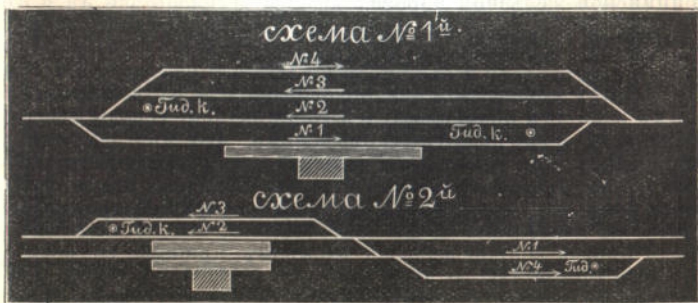 схема №1й.
№4
№3
Гид. к. №2
№1 Гид. к.
схема №2й
№3
Гид. к. №2
№1
№4 Гид.